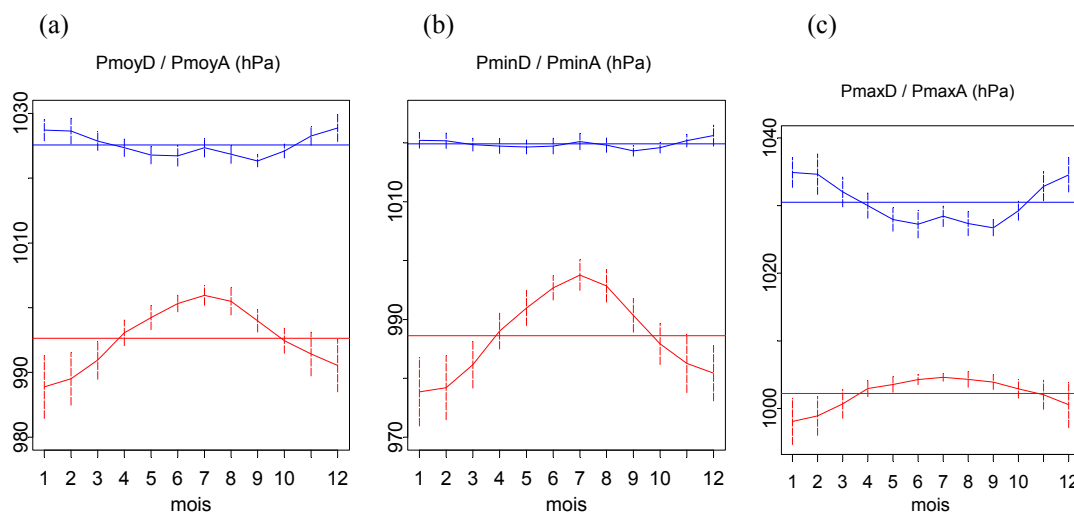 (a)
PmoyD / PmoyA (hPa)
1030
1010
990
980
1 2 3 4 5 6 7 8 9 10 12
mois
(b)
PminD / PminA (hPa)
1010
990
970
1 2 3 4 5 6 7 8 9 10 12
mois
(c)
PmaxD / PmaxA (hPa)
1040
1020
1000
1 2 3 4 5 6 7 8 9 10 12
mois